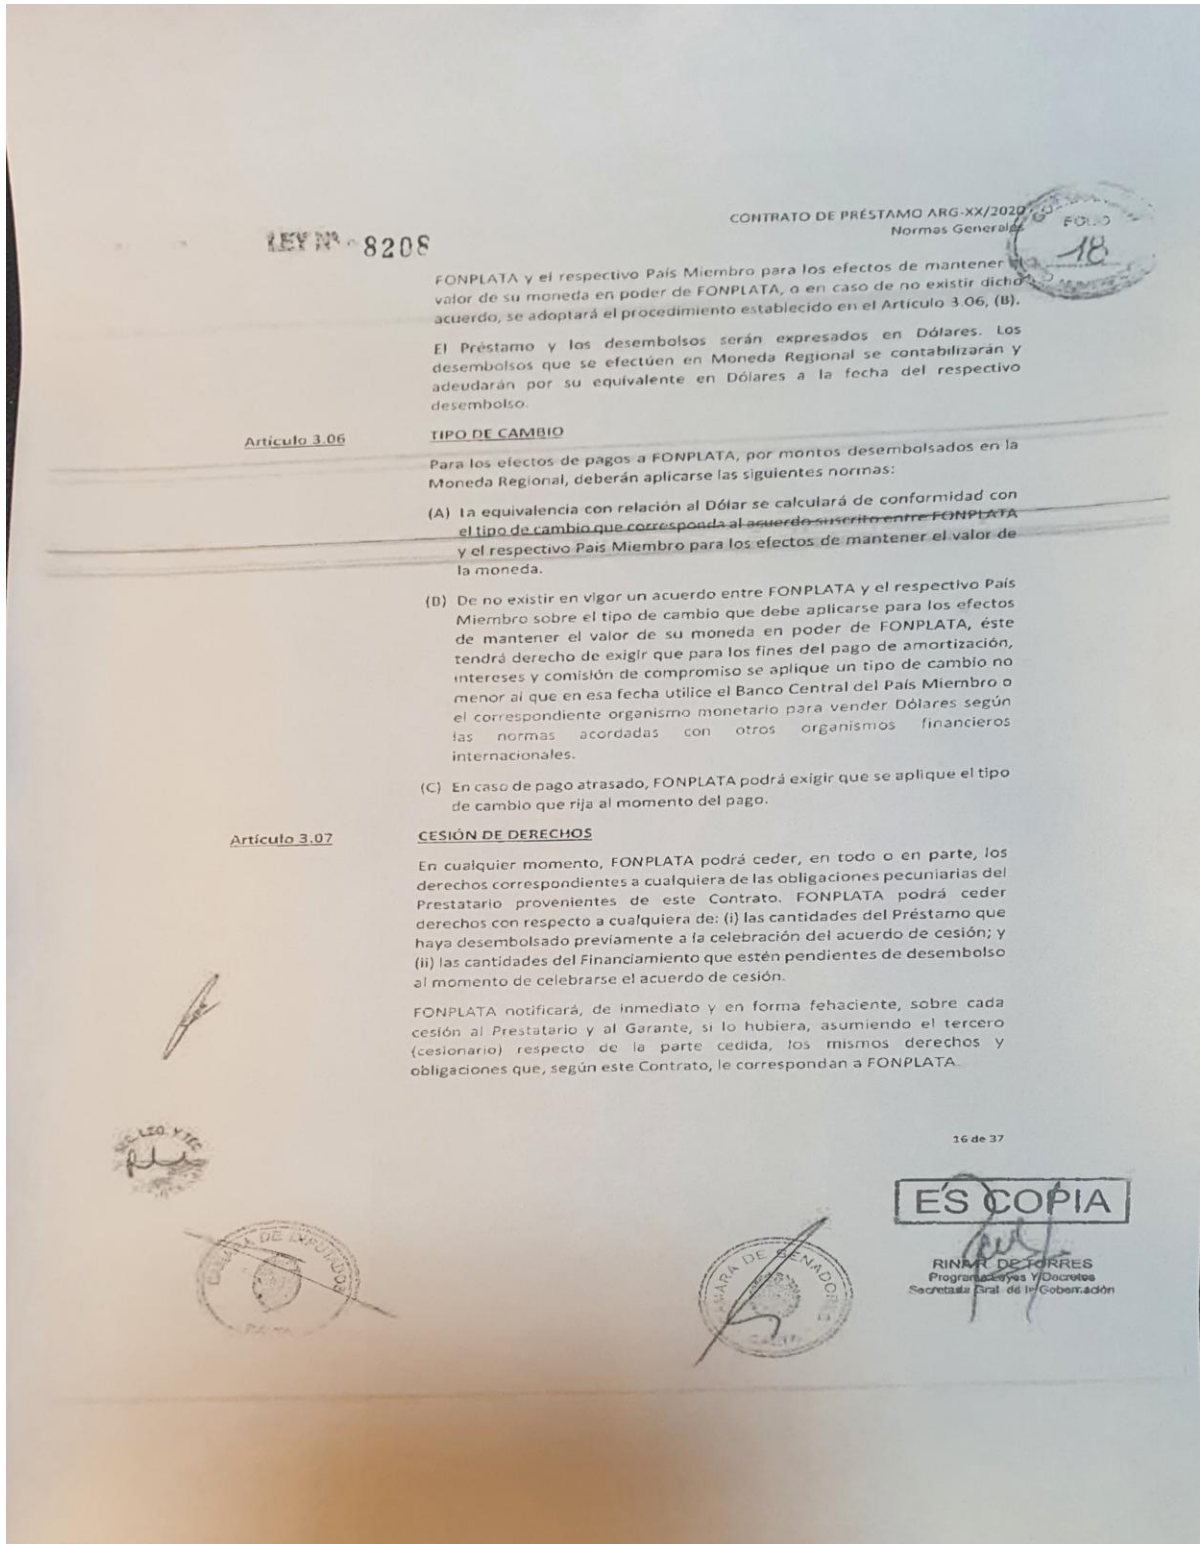 CONTRATO DE PRÉSTAMO ARG-XX/2020
Normas Generales
FOLIO
18
LEY Nº 8208
FONPLATA y el respectivo País Miembro para los efectos de mantener el
valor de su moneda en poder de FONPLATA, o en caso de no existir dicho
acuerdo, se adoptará el procedimiento establecido en el Artículo 3.06, (B).
El Préstamo y los desembolsos serán expresados en Dólares. Los
desembolsos que se efectúen en Moneda Regional se contabilizarán y
adeudarán por su equivalente en Dólares a la fecha del respectivo
desembolso.
Artículo 3.06
TIPO DE CAMBIO
Para los efectos de pagos a FONPLATA, por montos desembolsados en la
Moneda Regional, deberán aplicarse las siguientes normas:
(A) La equivalencia con relación al Dólar se calculará de conformidad con
el tipo de cambio que corresponda al acuerdo suscrito entre FONPLATA
y el respectivo País Miembro para los efectos de mantener el valor de
la moneda.
(B) De no existir en vigor un acuerdo entre FONPLATA y el respectivo País
Miembro sobre el tipo de cambio que debe aplicarse para los efectos
de mantener el valor de su moneda en poder de FONPLATA, éste
tendrá derecho de exigir que para los fines del pago de amortización,
intereses y comisión de compromiso se aplique un tipo de cambio no
menor al que en esa fecha utilice el Banco Central del País Miembro o
el correspondiente organismo monetario para vender Dólares según
las normas acordadas con otros organismos financieros
internacionales.
(C) En caso de pago atrasado, FONPLATA podrá exigir que se aplique el tipo
de cambio que rija al momento del pago.
Artículo 3.07
CESIÓN DE DERECHOS
En cualquier momento, FONPLATA podrá ceder, en todo o en parte, los
derechos correspondientes a cualquiera de las obligaciones pecuniarias del
Prestatario provenientes de este Contrato. FONPLATA podrá ceder
derechos con respecto a cualquiera de: (i) las cantidades del Préstamo que
haya desembolsado previamente a la celebración del acuerdo de cesión; y
(ii) las cantidades del Financiamiento que estén pendientes de desembolso
al momento de celebrarse el acuerdo de cesión.
FONPLATA notificará, de inmediato y en forma fehaciente, sobre cada
cesión al Prestatario y al Garante, si lo hubiera, asumiendo el tercero
(cesionario) respecto de la parte cedida, los mismos derechos y
obligaciones que, según este Contrato, le correspondan a FONPLATA.
16 de 37
SEC. LEG. Y TEC.
ES COPIA
CÁMARA DE DIPUTADOS
SALTA
CÁMARA DE SENADORES
SALTA
RINA R. DE TORRES
Programa Leyes Y Decretos
Secretaría Gral. de la Gobernación